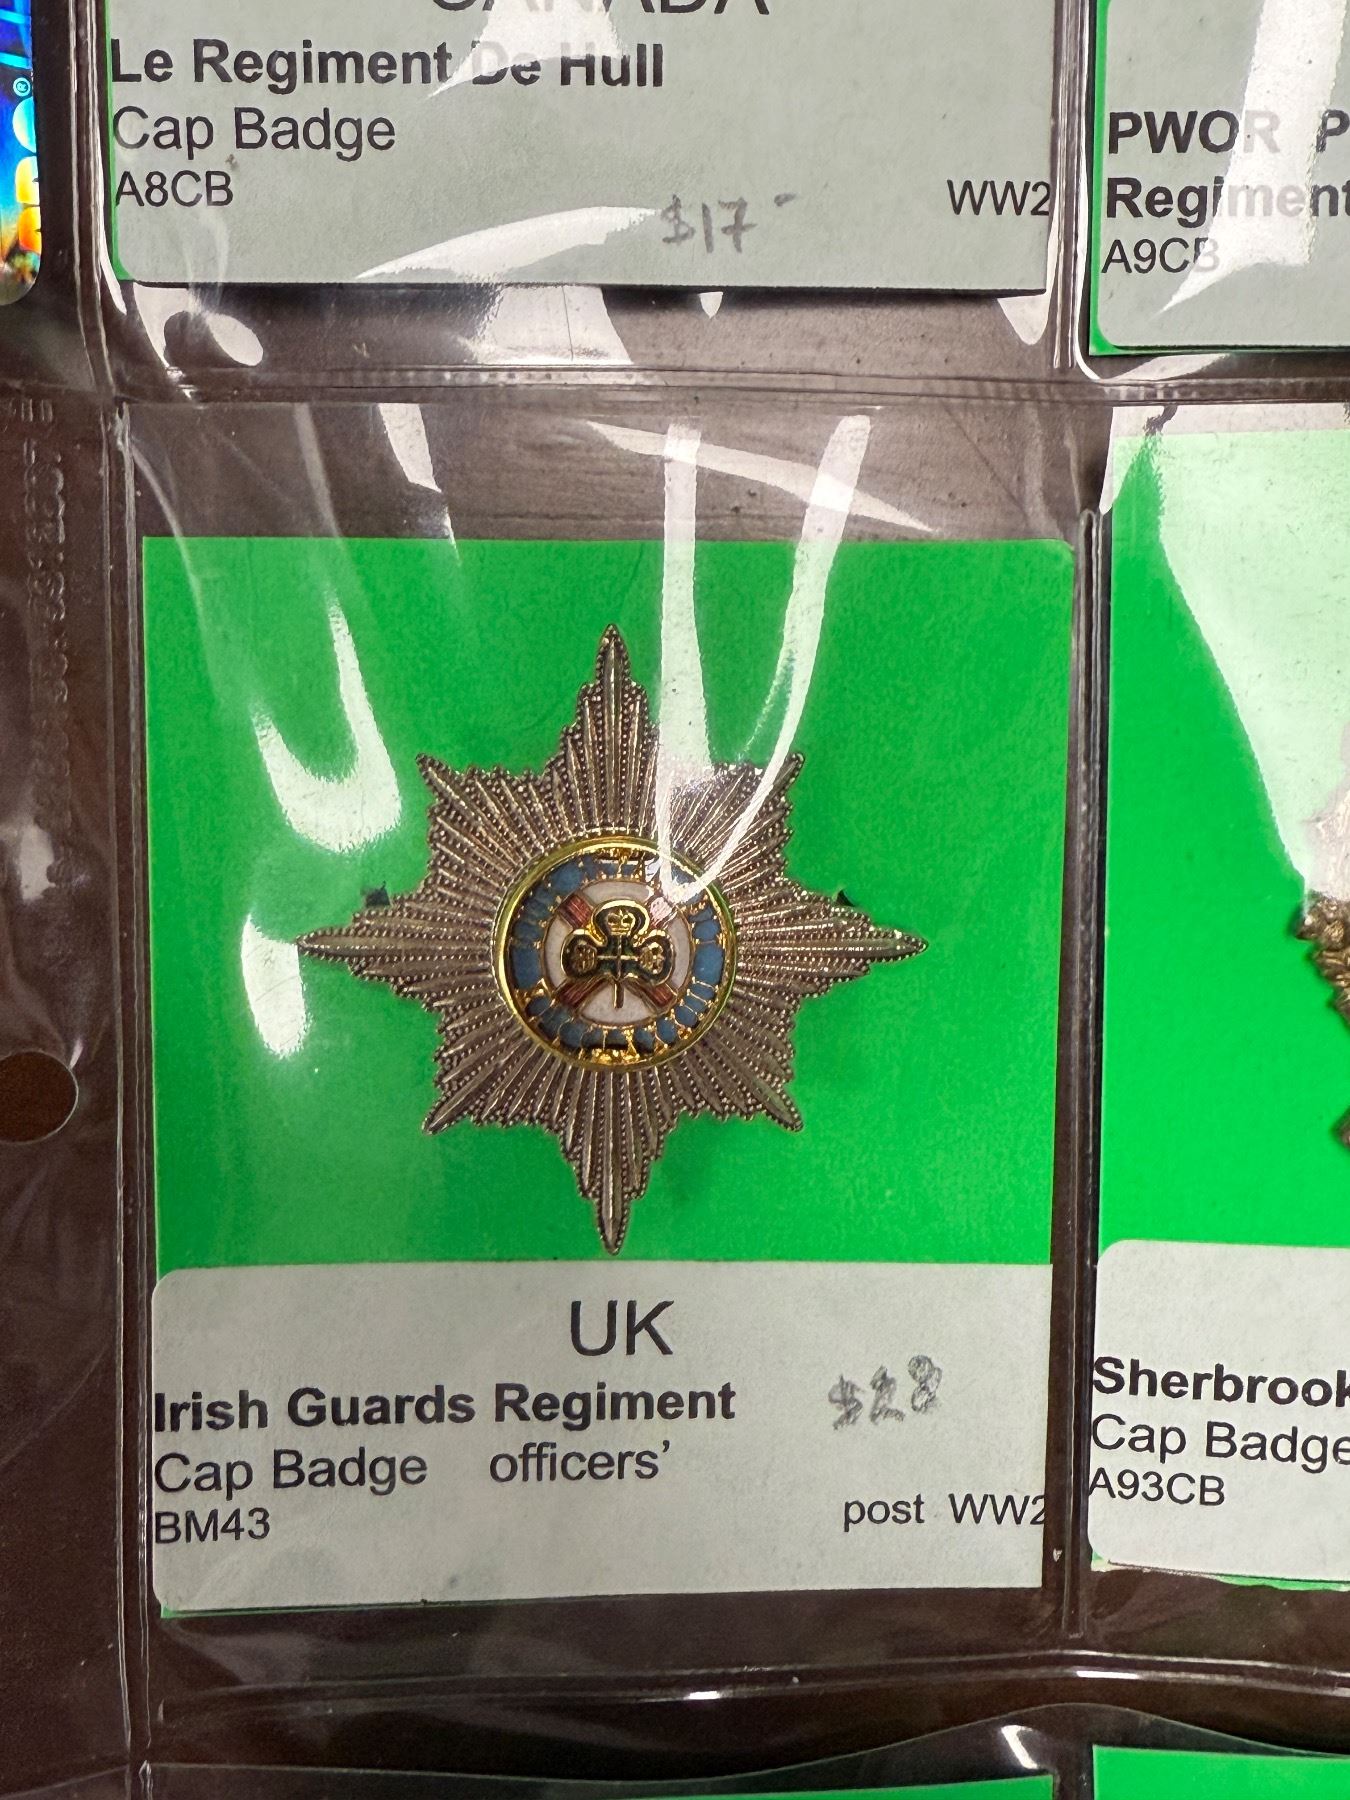 CANADA
Le Regiment De Hull
Cap Badge
A8CB
$17-
WW2
PWOR P
Regiment
A9CB
UK
Irish Guards Regiment
$28
Cap Badge officers’
BM43
post WW2
Sherbrook
Cap Badge
A93CB